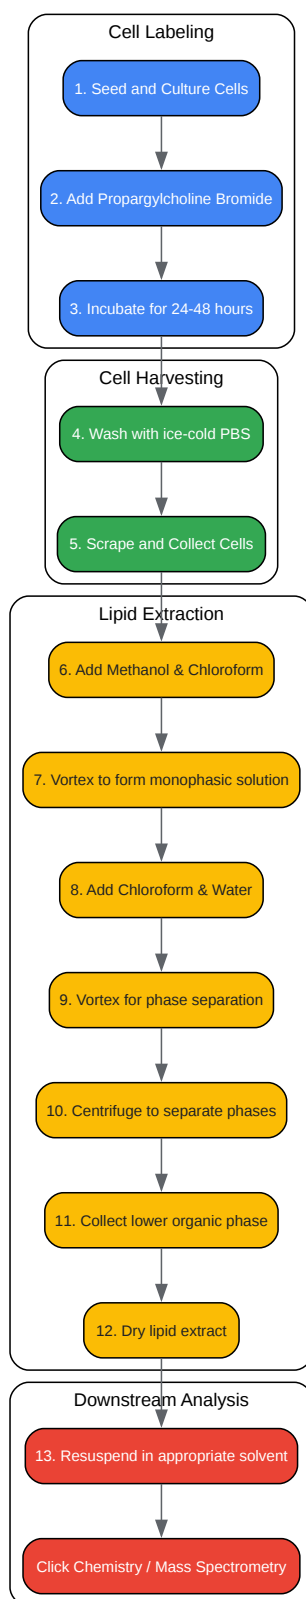 Cell Labeling
1. Seed and Culture Cells
2. Add Propargylcholine Bromide
3. Incubate for 24-48 hours
Cell Harvesting
4. Wash with ice-cold PBS
5. Scrape and Collect Cells
Lipid Extraction
6. Add Methanol & Chloroform
7. Vortex to form monophasic solution
8. Add Chloroform & Water
9. Vortex for phase separation
10. Centrifuge to separate phases
11. Collect lower organic phase
12. Dry lipid extract
Downstream Analysis
13. Resuspend in appropriate solvent
Click Chemistry / Mass Spectrometry